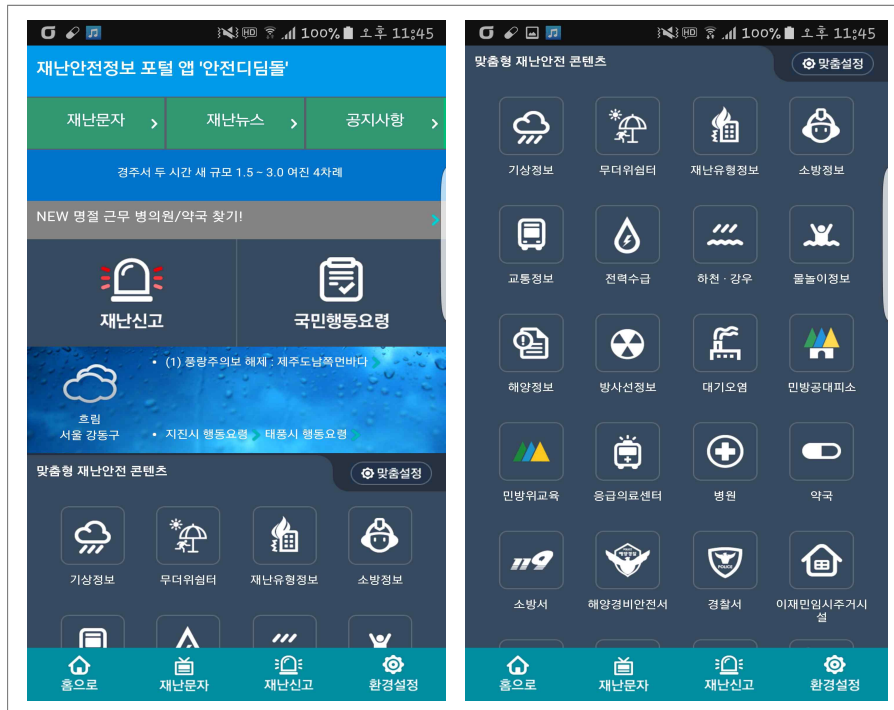 100% 오후 11:45
재난안전정보 포털 앱 '안전디딤돌'
재난문자 재난뉴스 공지사항
경주서 두 시간 새 규모 1.5 ~ 3.0 여진 4차례
NEW 명절 근무 병의원/약국 찾기!
재난신고 국민행동요령
• (1) 풍랑주의보 해제 : 제주도남쪽먼바다
흐림
서울 강동구
• 지진시 행동요령 태풍시 행동요령
맞춤형 재난안전 콘텐츠 맞춤설정
기상정보 무더위쉼터 재난유형정보 소방정보
홈으로 재난문자 재난신고 환경설정
100% 오후 11:45
맞춤형 재난안전 콘텐츠 맞춤설정
기상정보 무더위쉼터 재난유형정보 소방정보
교통정보 전력수급 하천 · 강우 물놀이정보
해양정보 방사선정보 대기오염 민방공대피소
민방위교육 응급의료센터 병원 약국
119
POLICE
소방서 해양경비안전서 경찰서 이재민임시주거시
설
홈으로 재난문자 재난신고 환경설정